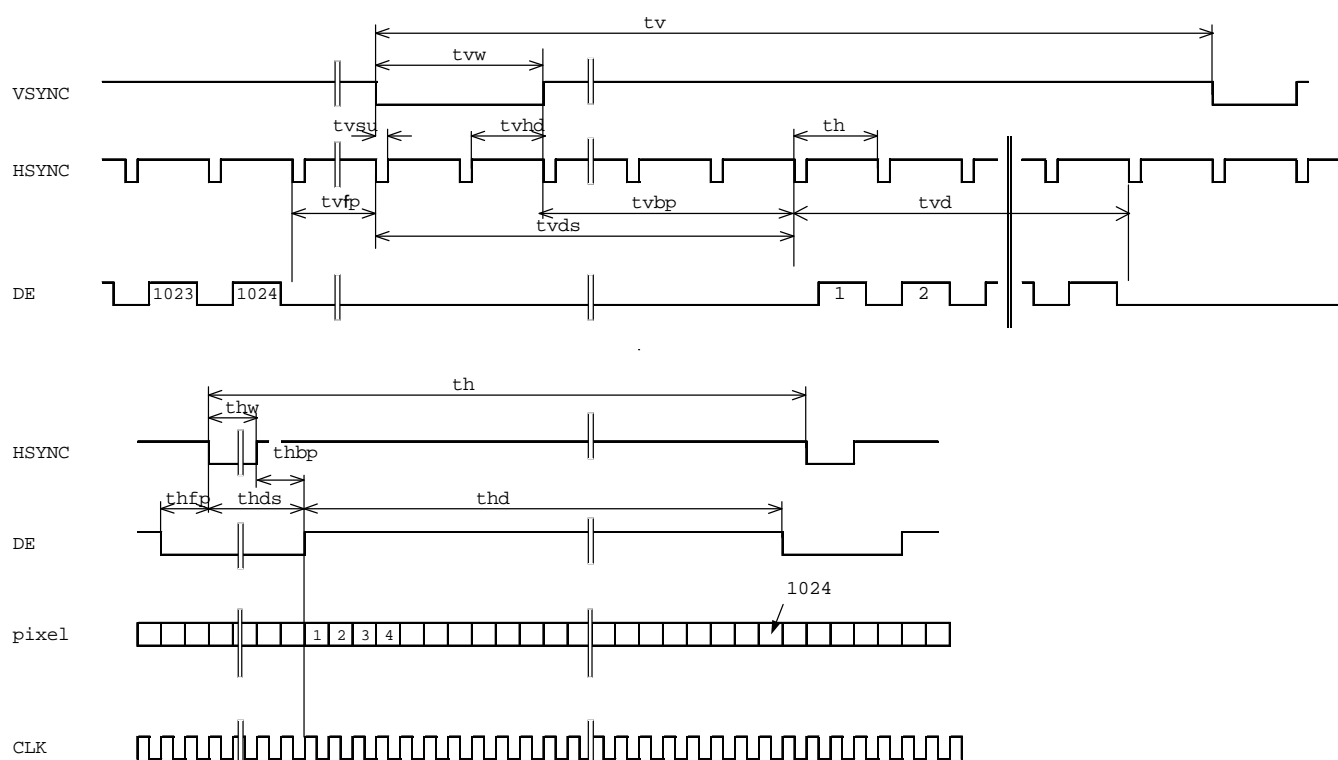 tv
tvw
VSYNC
tvsu
tvhd
th
HSYNC
tvfp
tvbp
tvd
tvds
DE
1023
1024
1
2
th
thw
HSYNC
thbp
thfp
thds
thd
DE
1024
pixel
1
2
3
4
CLK